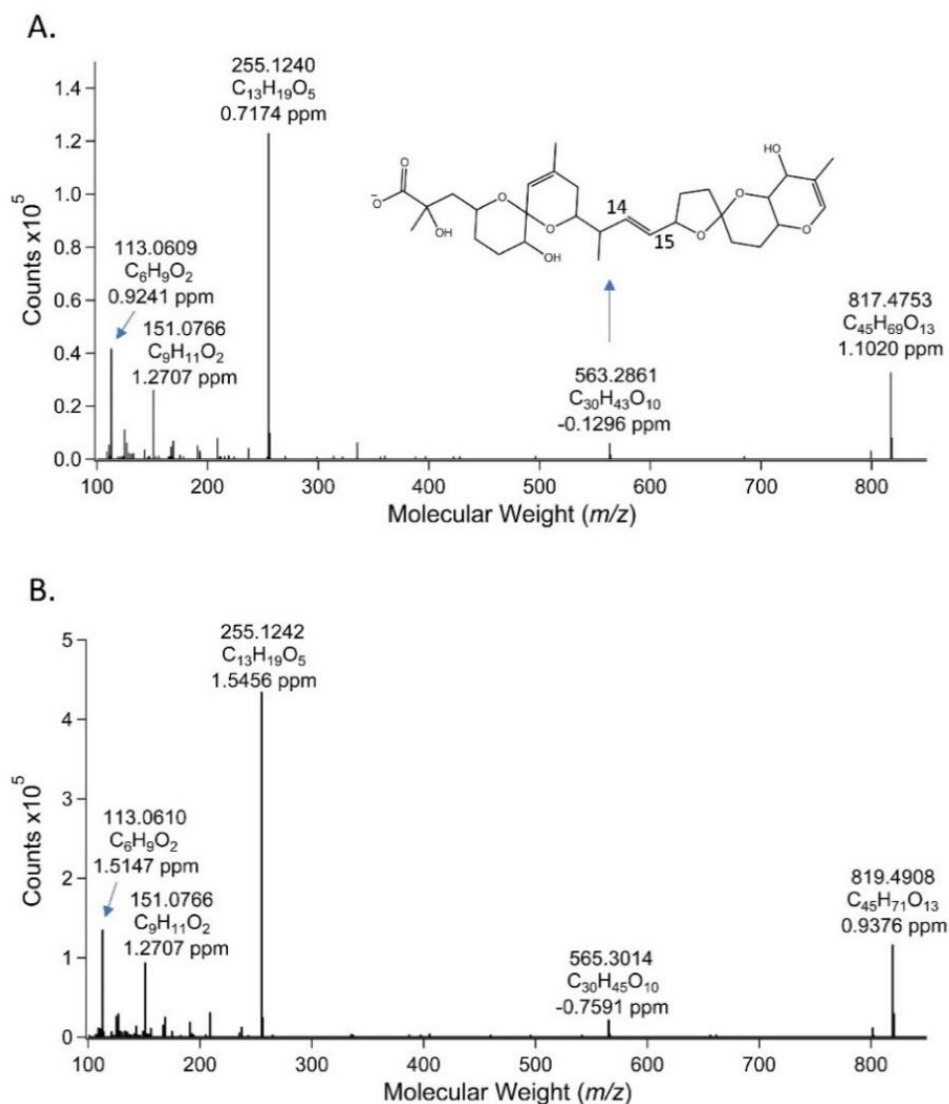 A.
255.1240
C₁₃H₁₉O₅
0.7174 ppm
1.4
1.2
1.0
0.8
0.6
0.4
0.2
0.0
Counts x10⁵
113.0609
C₆H₉O₂
0.9241 ppm
151.0766
C₉H₁₁O₂
1.2707 ppm
O
⁻O
OH
O
O
OH
14
15
O
O
HO
O
563.2861
C₃₀H₄₃O₁₀
-0.1296 ppm
817.4753
C₄₅H₆₉O₁₃
1.1020 ppm
100 200 300 400 500 600 700 800
Molecular Weight (m/z)
B.
255.1242
C₁₃H₁₉O₅
1.5456 ppm
5
4
3
2
1
0
Counts x10⁵
113.0610
C₆H₉O₂
1.5147 ppm
151.0766
C₉H₁₁O₂
1.2707 ppm
565.3014
C₃₀H₄₅O₁₀
-0.7591 ppm
819.4908
C₄₅H₇₁O₁₃
0.9376 ppm
100 200 300 400 500 600 700 800
Molecular Weight (m/z)